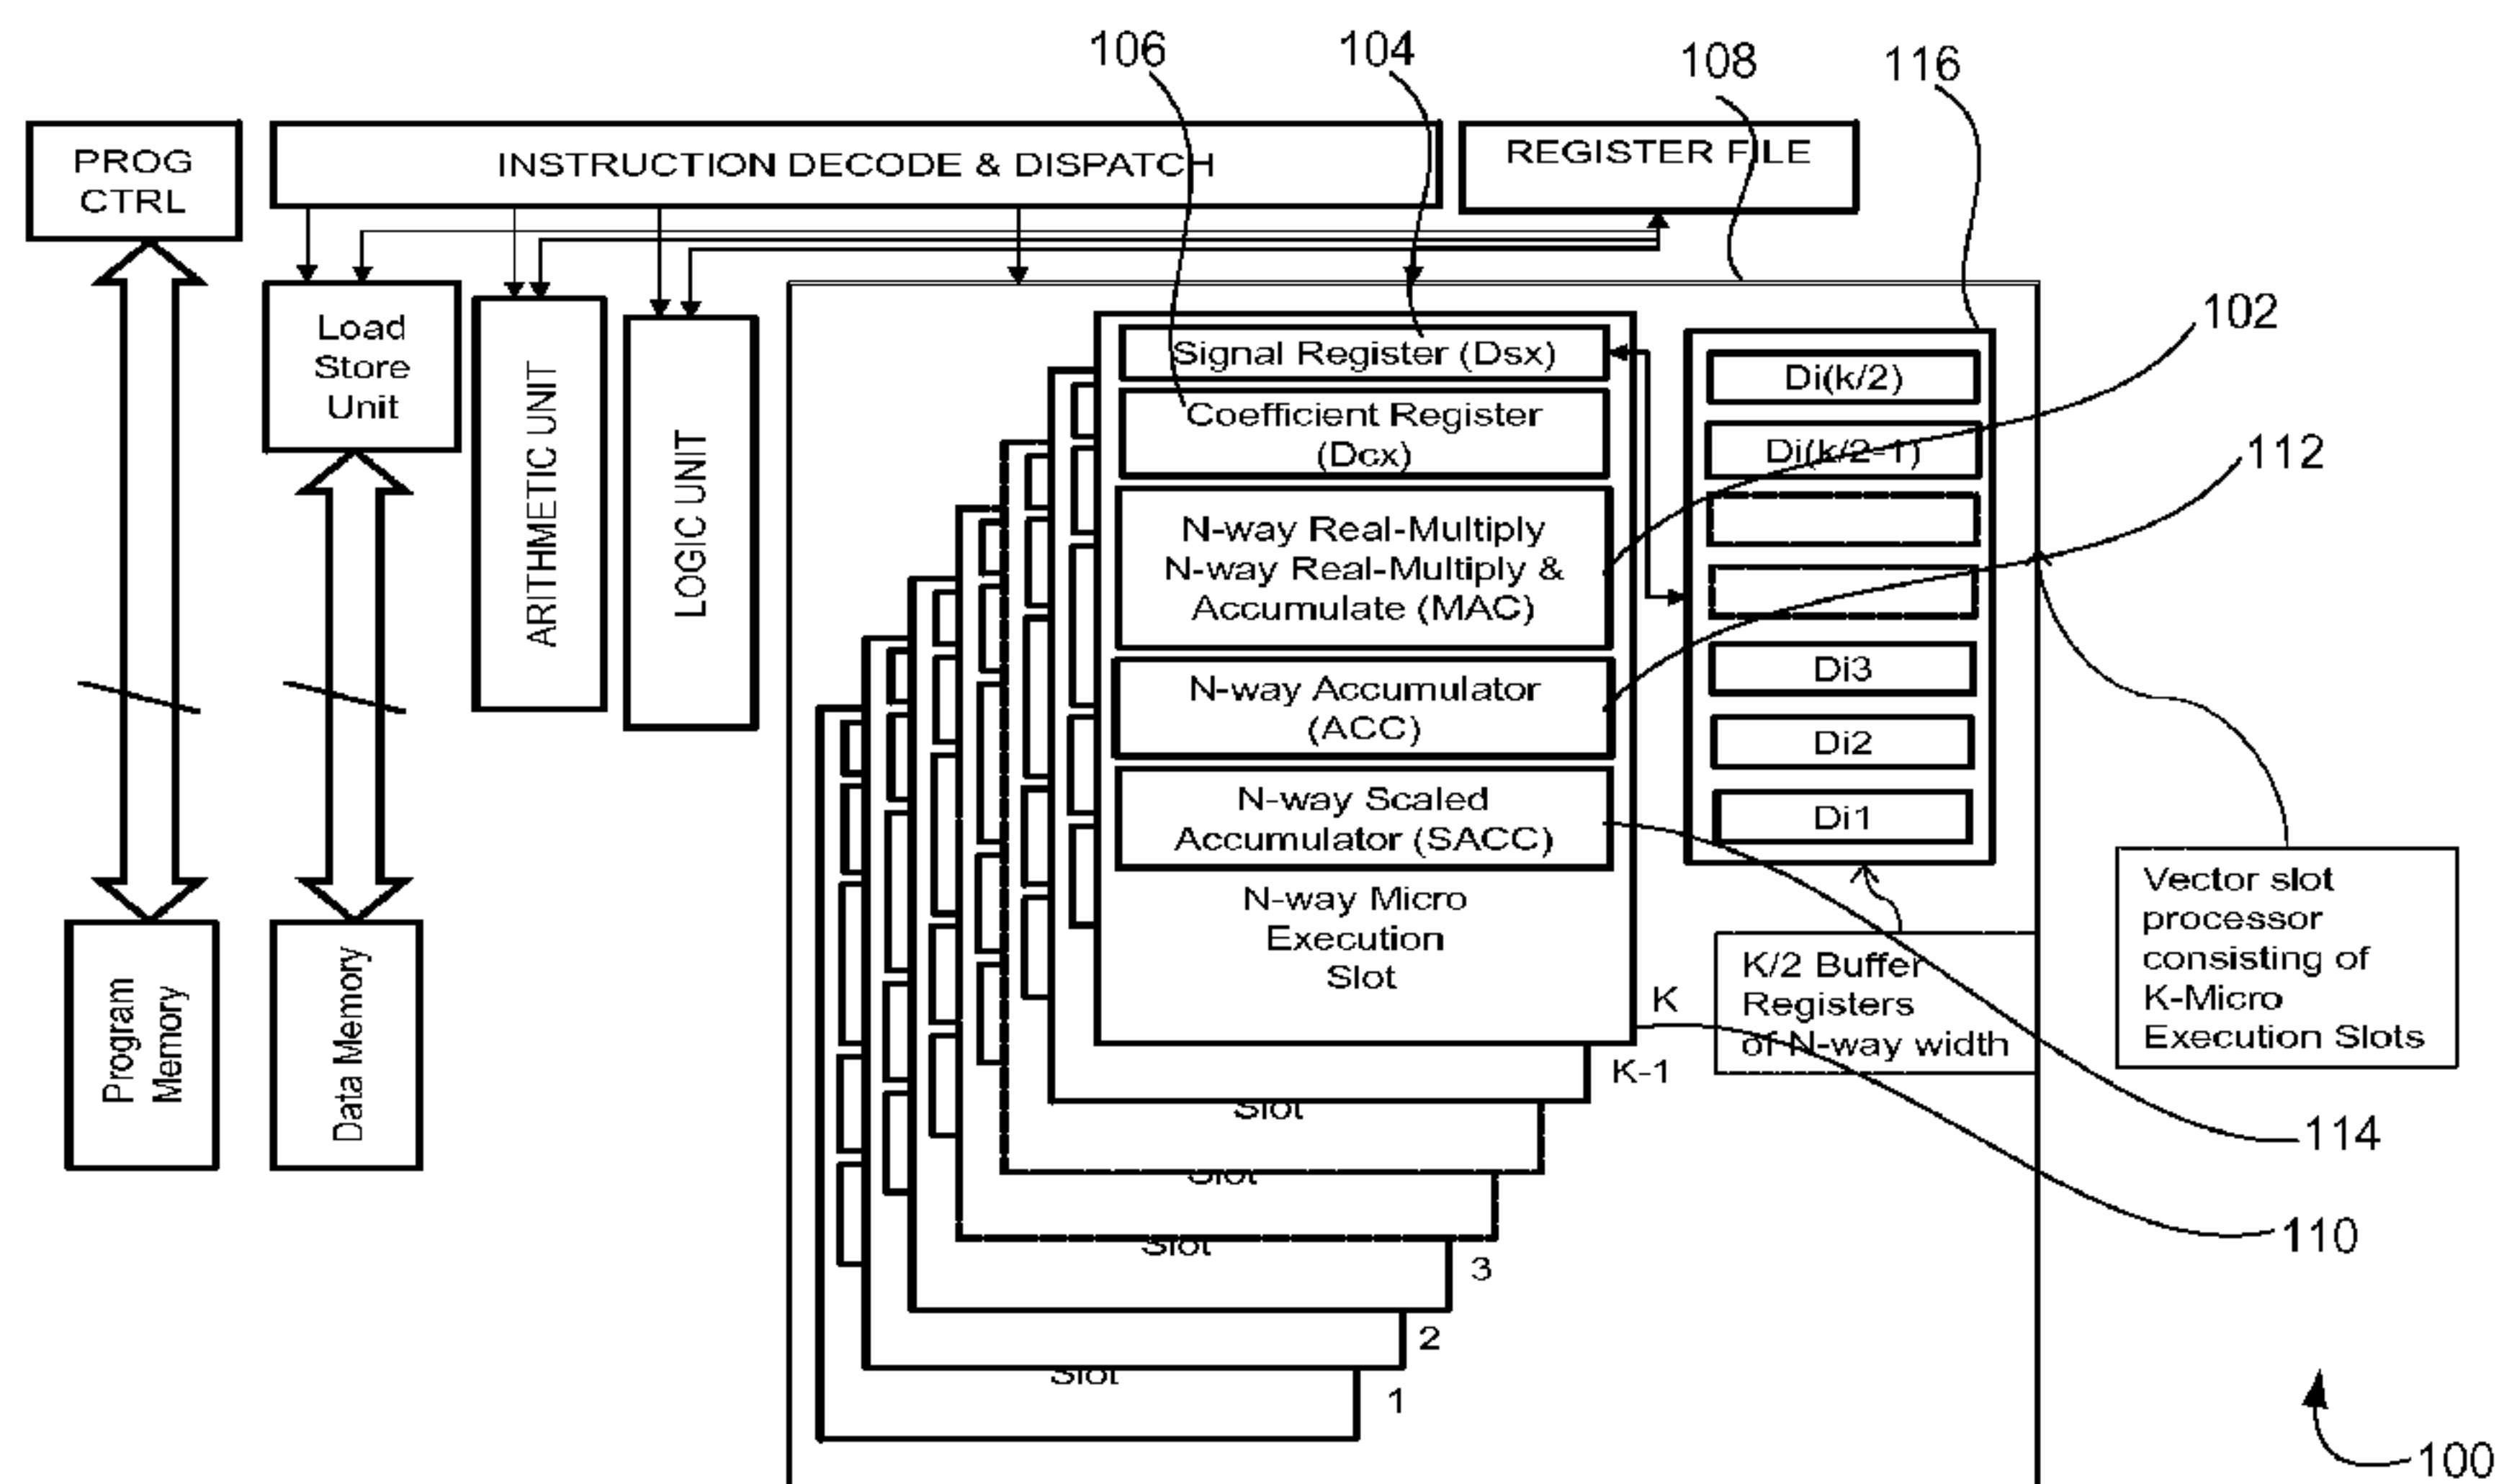 106
104
108
116
PROG
CTRL
INSTRUCTION DECODE & DISPATCH
REGISTER FILE
Load
Store
Unit
ARITHMETIC UNIT
LOGIC UNIT
Signal Register (Dsx)
Coefficient Register
(Dcx)
N-way Real-Multiply
N-way Real-Multiply &
Accumulate (MAC)
N-way Accumulator
(ACC)
N-way Scaled
Accumulator (SACC)
N-way Micro
Execution
Slot
Di(k/2)
Di(k/2-1)
Di3
Di2
Di1
102
112
Vector slot
processor
consisting of
K-Micro
Execution Slots
K/2 Buffer
Registers
of N-way width
K
K-1
Slot
Slot
Slot
3
2
Slot
1
Program
Memory
Data Memory
114
110
100